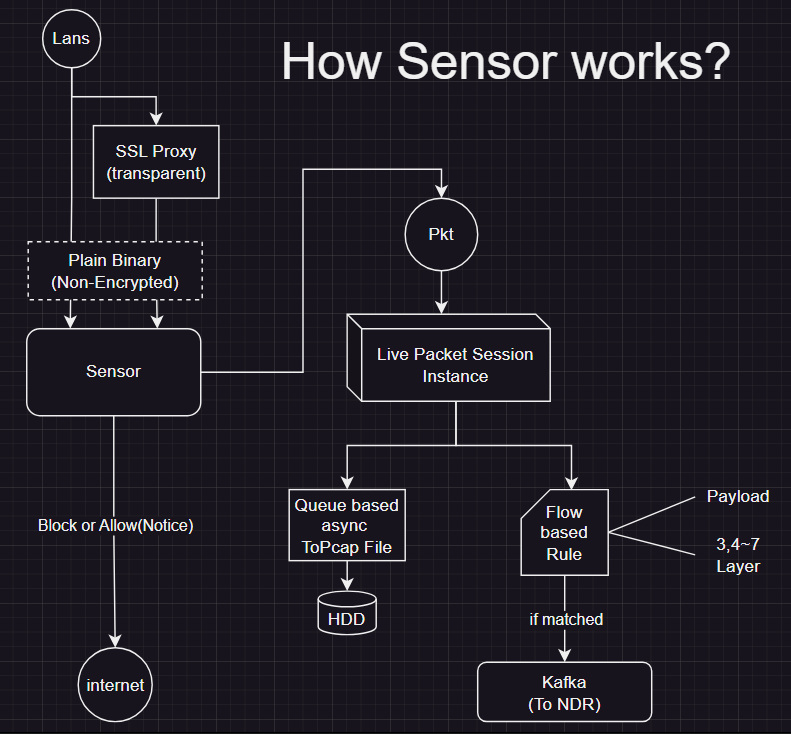 How Sensor works?
Lans
SSL Proxy
(transparent)
Plain Binary
(Non-Encrypted)
Sensor
Block or Allow(Notice)
internet
Pkt
Live Packet Session
Instance
Queue based
async
ToPcap File
HDD
Flow
based
Rule
Payload
3,4~7
Layer
if matched
Kafka
(To NDR)